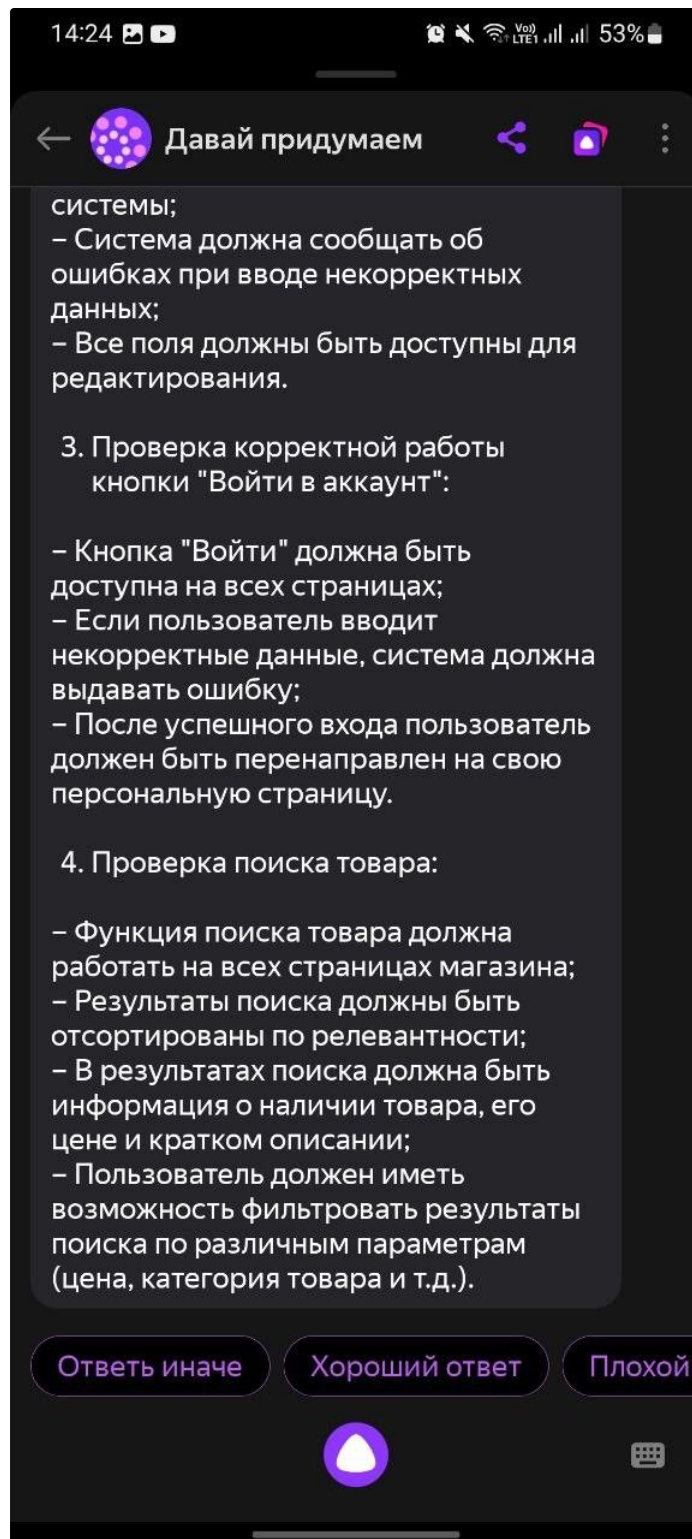 14:24
Vo))
LTE1
53%
Давай придумаем
системы;
– Система должна сообщать об
ошибках при вводе некорректных
данных;
– Все поля должны быть доступны для
редактирования.
3. Проверка корректной работы
кнопки "Войти в аккаунт":
– Кнопка "Войти" должна быть
доступна на всех страницах;
– Если пользователь вводит
некорректные данные, система должна
выдавать ошибку;
– После успешного входа пользователь
должен быть перенаправлен на свою
персональную страницу.
4. Проверка поиска товара:
– Функция поиска товара должна
работать на всех страницах магазина;
– Результаты поиска должны быть
отсортированы по релевантности;
– В результатах поиска должна быть
информация о наличии товара, его
цене и кратком описании;
– Пользователь должен иметь
возможность фильтровать результаты
поиска по различным параметрам
(цена, категория товара и т.д.).
Ответь иначе
Хороший ответ
Плохой